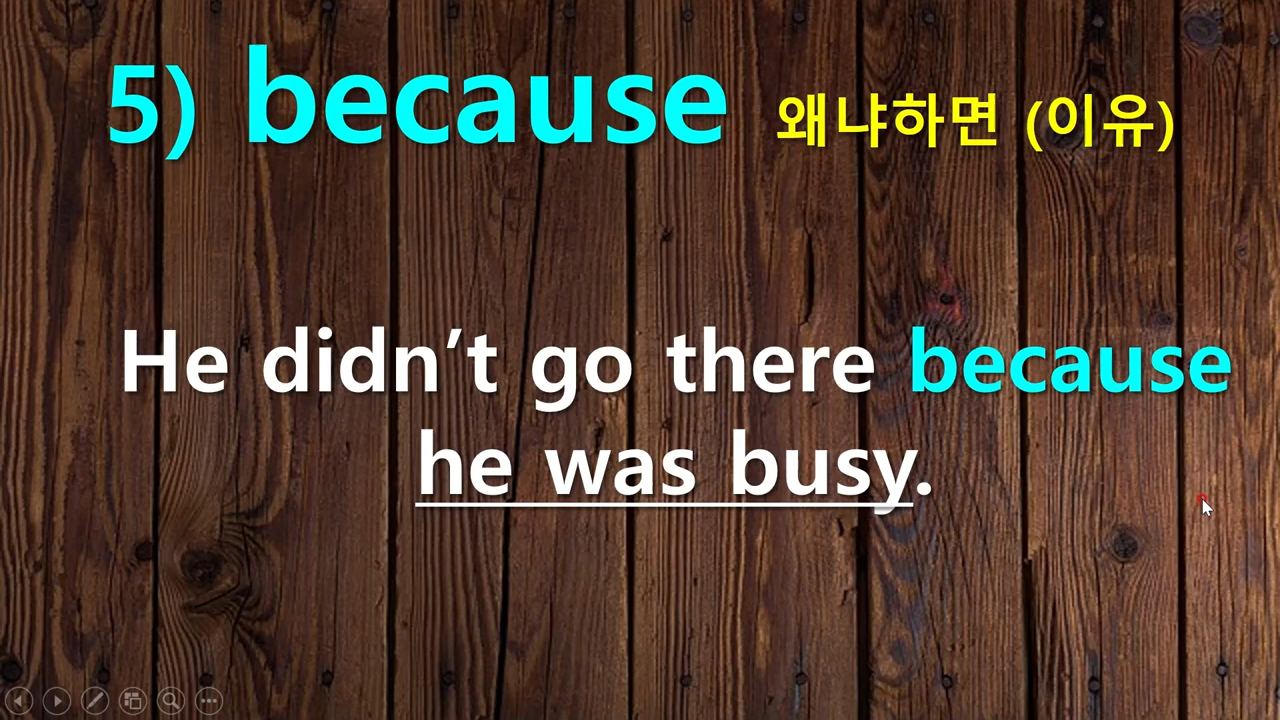 5) because 왜냐하면 (이유)
He didn’t go there because
he was busy.